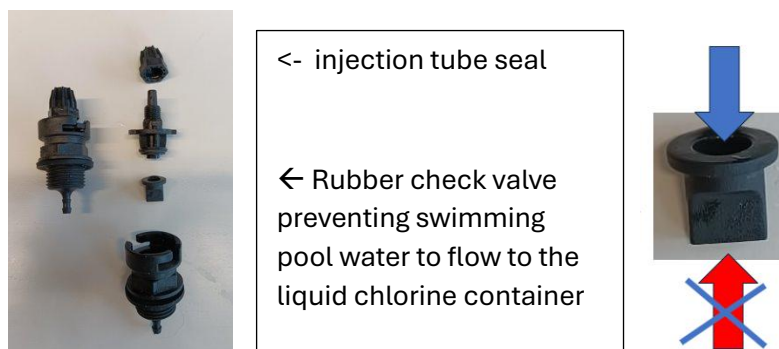 <- injection tube seal
← Rubber check valve
preventing swimming
pool water to flow to the
liquid chlorine container